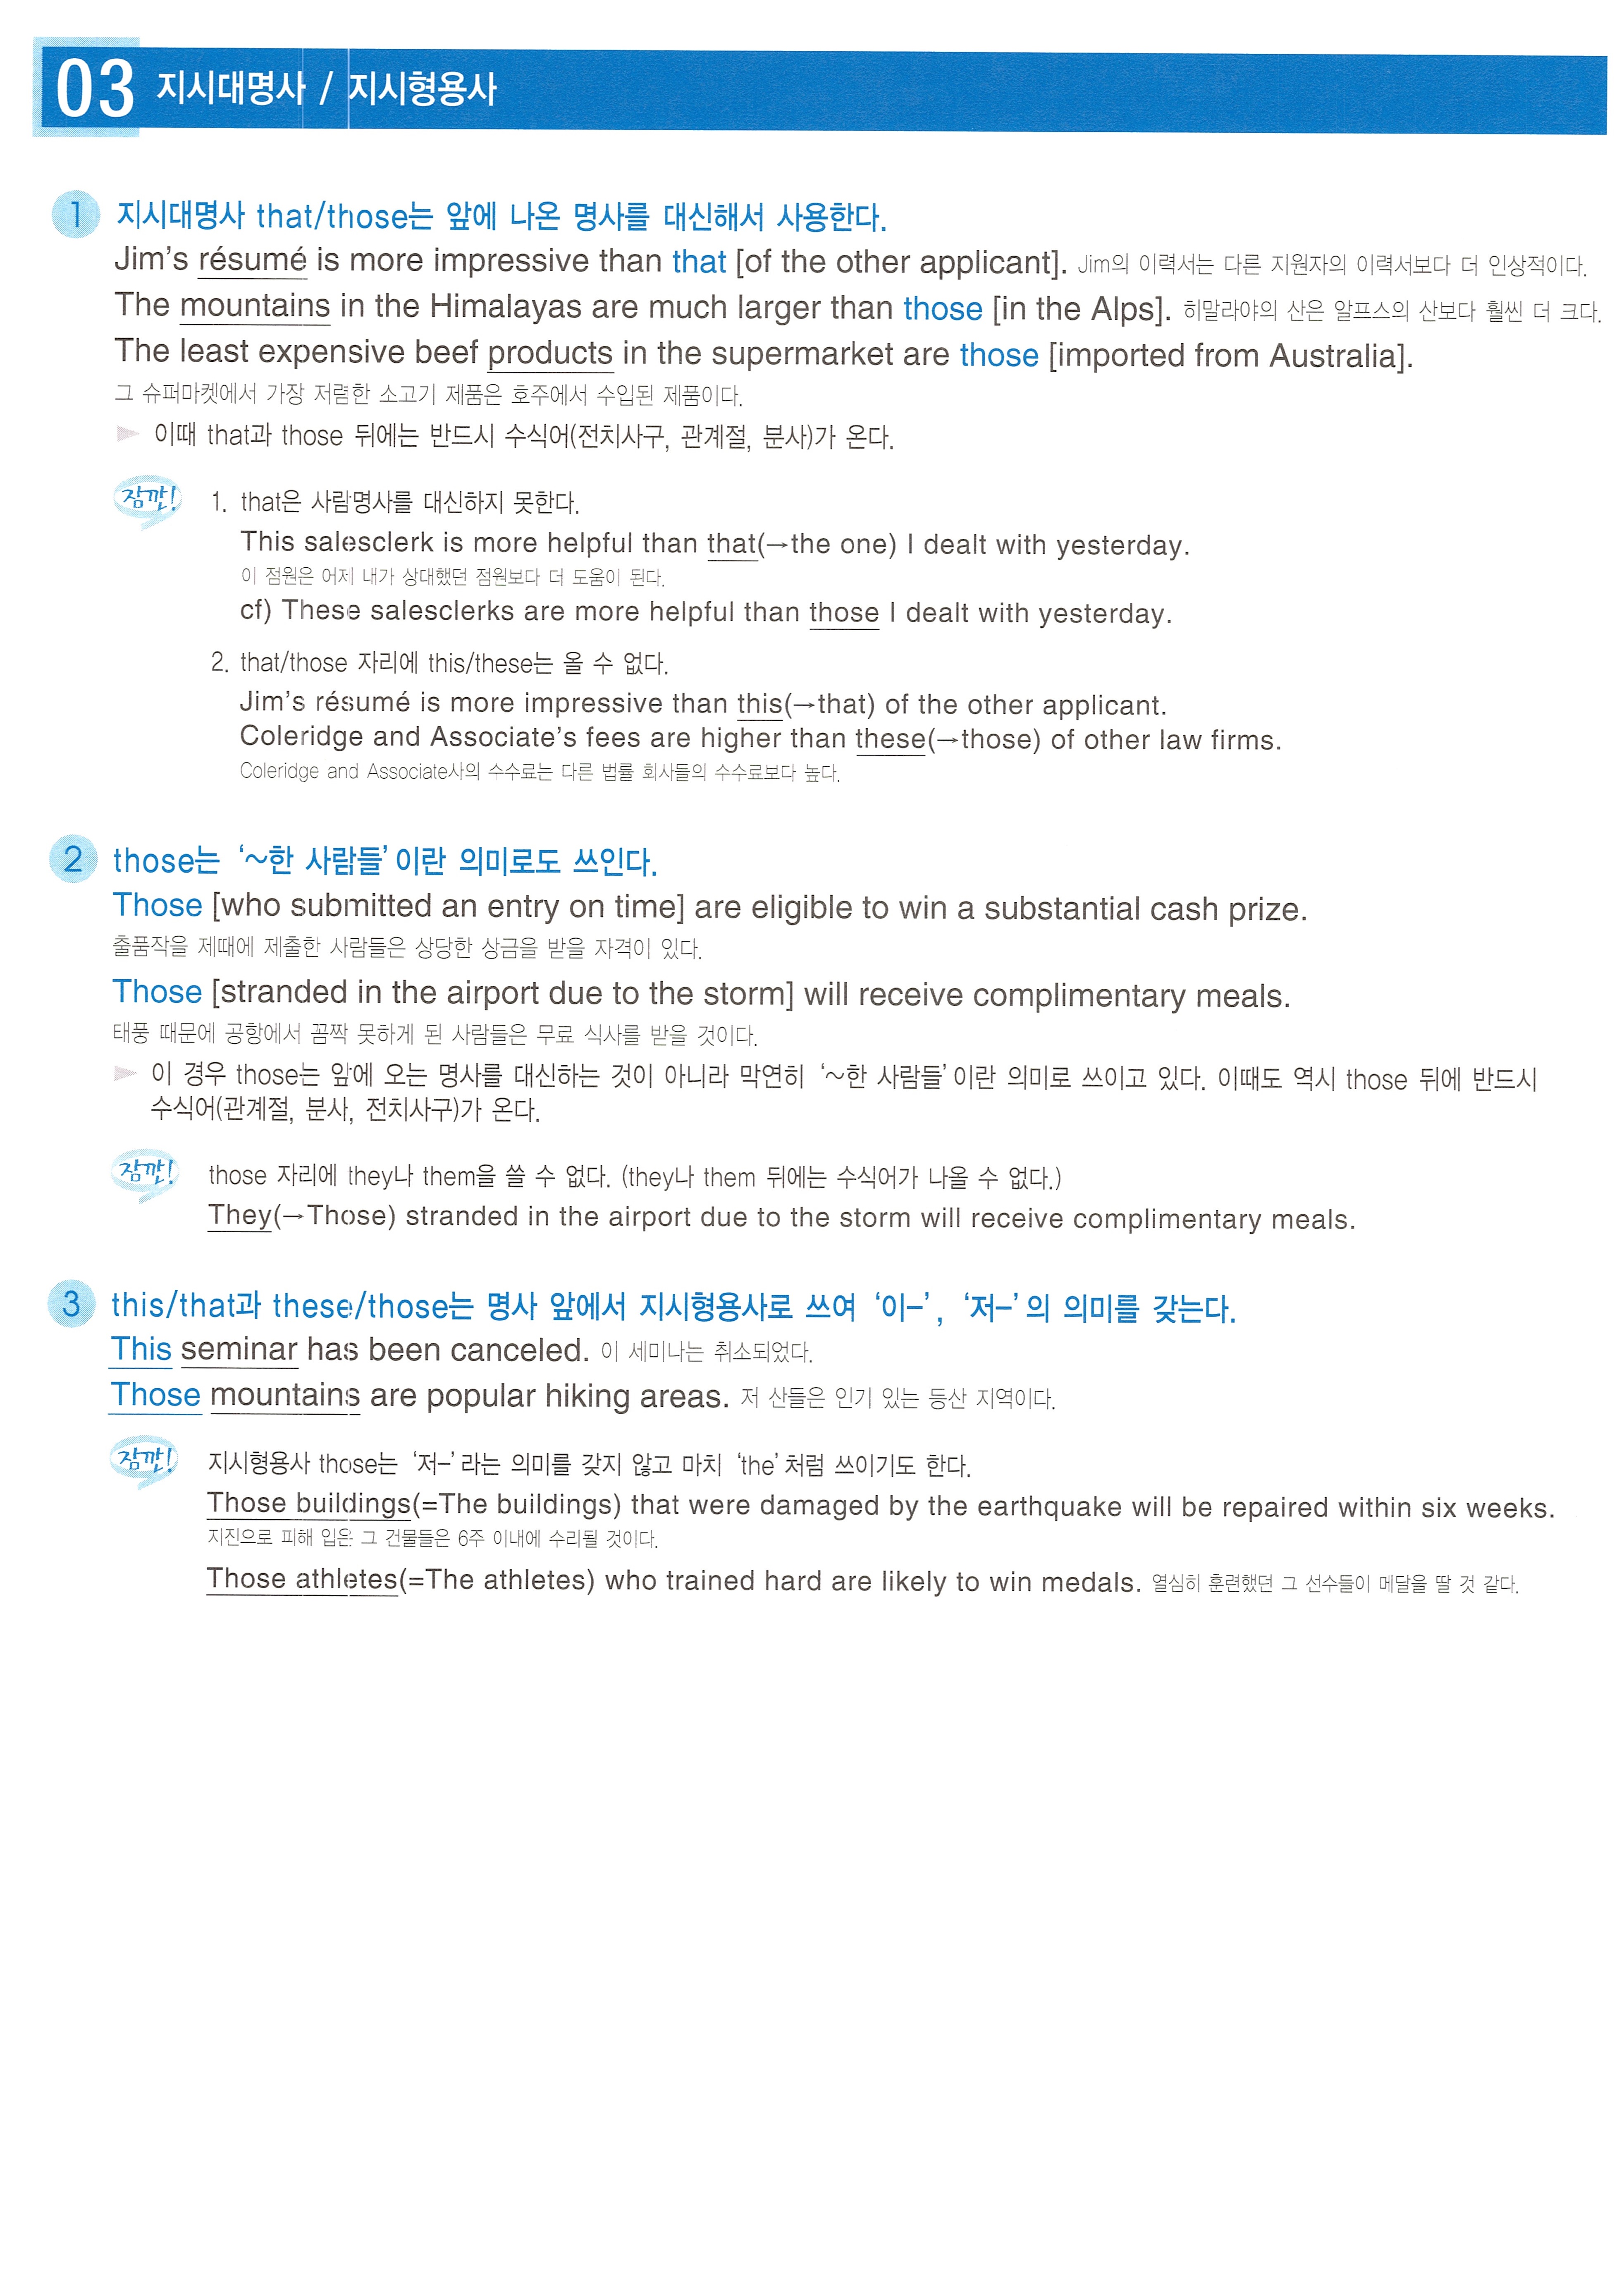 03 지시대명사 / 지시형용사
1 지시대명사 that/those는 앞에 나온 명사를 대신해서 사용한다.
Jim's résumé is more impressive than that [of the other applicant]. Jim의 이력서는 다른 지원자의 이력서보다 더 인상적이다.
The mountains in the Himalayas are much larger than those [in the Alps]. 히말라야의 산은 알프스의 산보다 훨씬 더 크다.
The least expensive beef products in the supermarket are those [imported from Australia].
그 슈퍼마켓에서 가장 저렴한 소고기 제품은 호주에서 수입된 제품이다.
► 이때 that과 those 뒤에는 반드시 수식어(전치사구, 관계절, 분사)가 온다.
잠깐! 1. that은 사람명사를 대신하지 못한다.
This salesclerk is more helpful than that(→the one) I dealt with yesterday.
이 점원은 어제 내가 상대했던 점원보다 더 도움이 된다.
cf) These salesclerks are more helpful than those I dealt with yesterday.
2. that/those 자리에 this/these는 올 수 없다.
Jim's résumé is more impressive than this(→that) of the other applicant.
Coleridge and Associate's fees are higher than these(→those) of other law firms.
Coleridge and Associate사의 수수료는 다른 법률 회사들의 수수료보다 높다.
2 those는 '~한 사람들'이란 의미로도 쓰인다.
Those [who submitted an entry on time] are eligible to win a substantial cash prize.
출품작을 제때에 제출한 사람들은 상당한 상금을 받을 자격이 있다.
Those [stranded in the airport due to the storm] will receive complimentary meals.
태풍 때문에 공항에서 꼼짝 못하게 된 사람들은 무료 식사를 받을 것이다.
► 이 경우 those는 앞에 오는 명사를 대신하는 것이 아니라 막연히 '~한 사람들'이란 의미로 쓰이고 있다. 이때도 역시 those 뒤에 반드시
수식어(관계절, 분사, 전치사구)가 온다.
잠깐! those 자리에 they나 them을 쓸 수 없다. (they나 them 뒤에는 수식어가 나올 수 없다.)
They(→Those) stranded in the airport due to the storm will receive complimentary meals.
3 this/that과 these/those는 명사 앞에서 지시형용사로 쓰여 '이-', '저-'의 의미를 갖는다.
This seminar has been canceled. 이 세미나는 취소되었다.
Those mountains are popular hiking areas. 저 산들은 인기 있는 등산 지역이다.
잠깐! 지시형용사 those는 '저-'라는 의미를 갖지 않고 마치 'the'처럼 쓰이기도 한다.
Those buildings(=The buildings) that were damaged by the earthquake will be repaired within six weeks.
지진으로 피해 입은 그 건물들은 6주 이내에 수리될 것이다.
Those athletes(=The athletes) who trained hard are likely to win medals. 열심히 훈련했던 그 선수들이 메달을 딸 것 같다.